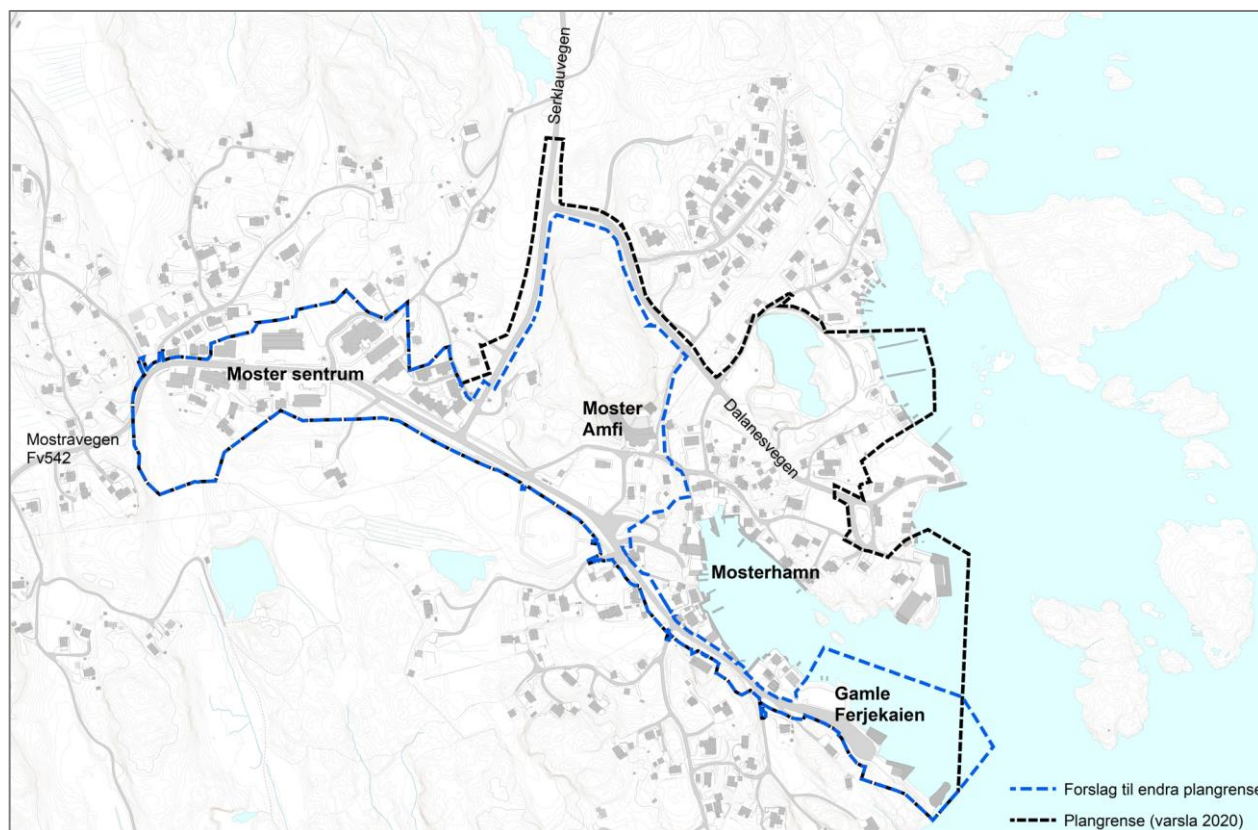 Serklauvegen
Moster sentrum
Moster
Amfi
Dalanesvegen
Mostravegen
Fv542
Mosterhamn
Gamle
Ferjekaien
Forslag til endra plangrense
Plangrense (varsla 2020)